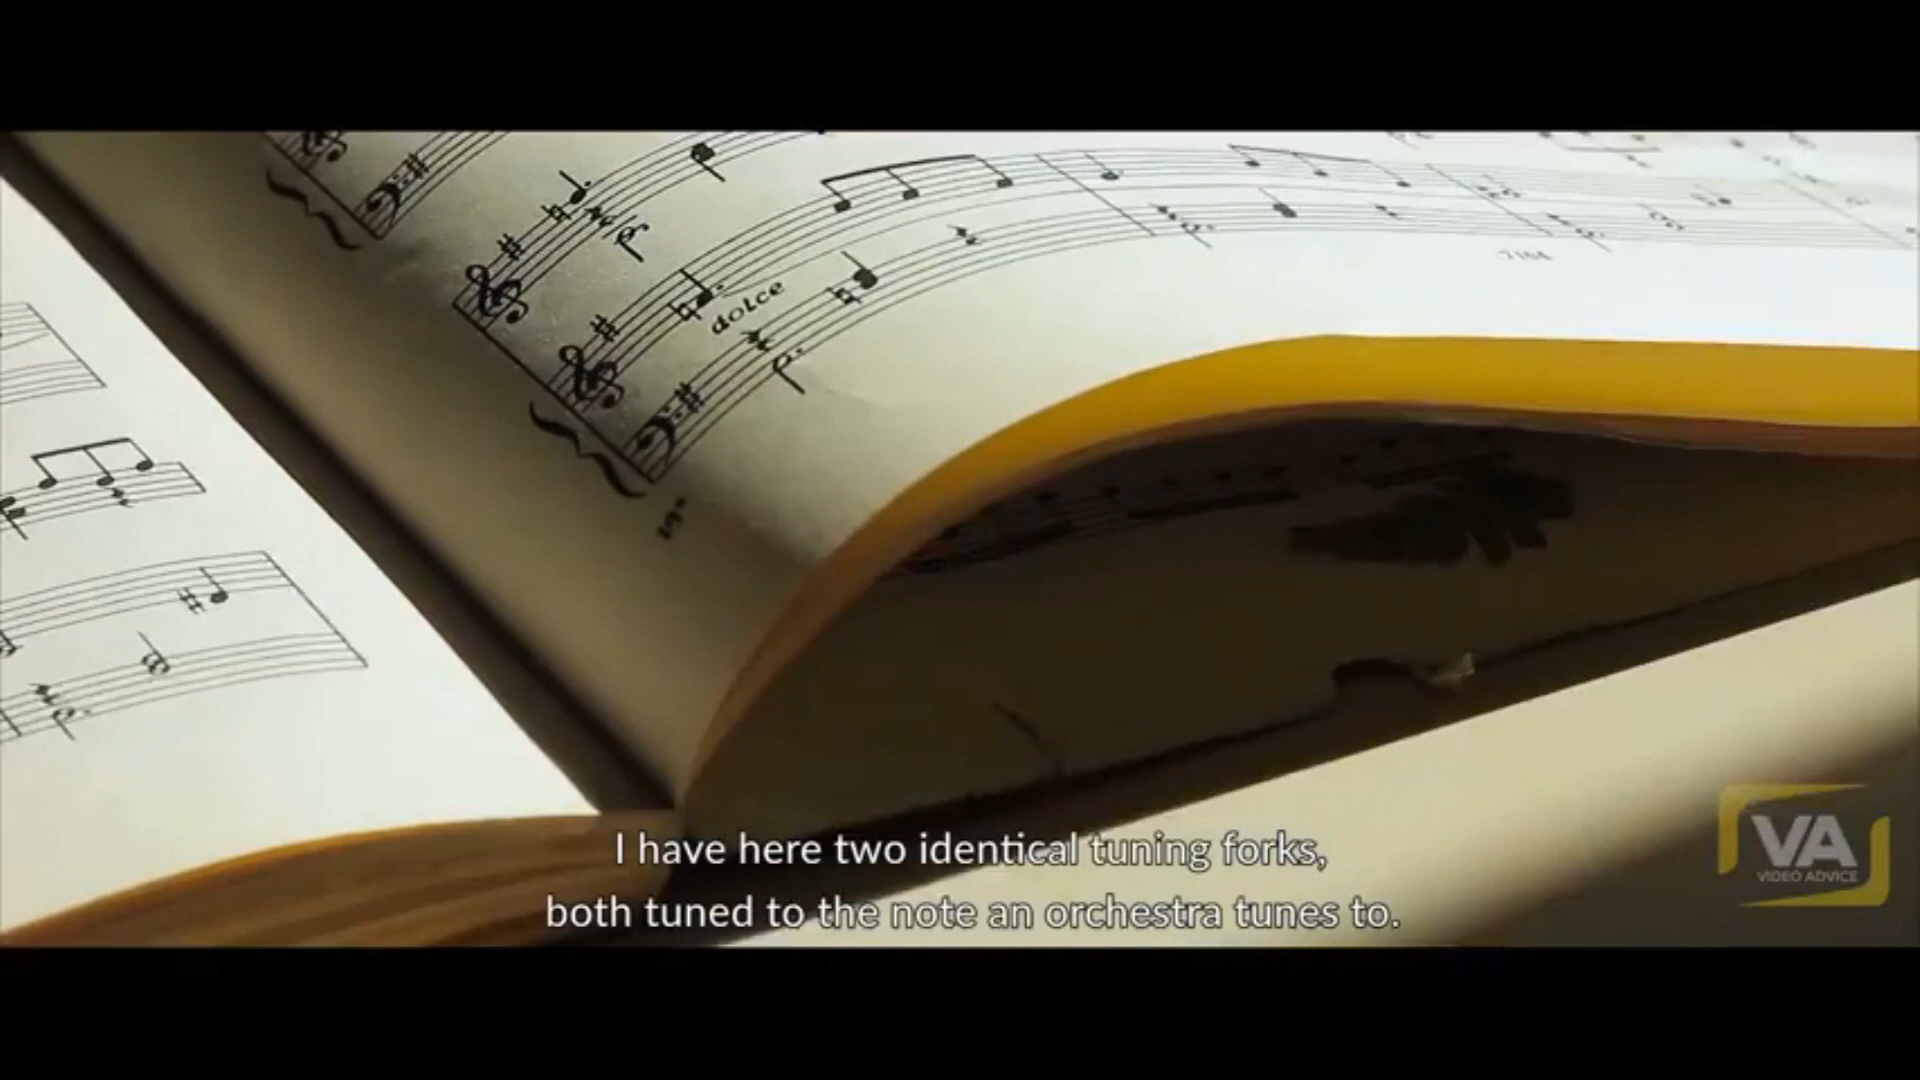 dolce
I have here two identical tuning forks,
both tuned to the note an orchestra tunes to.
VA
VIDEO ADVICE